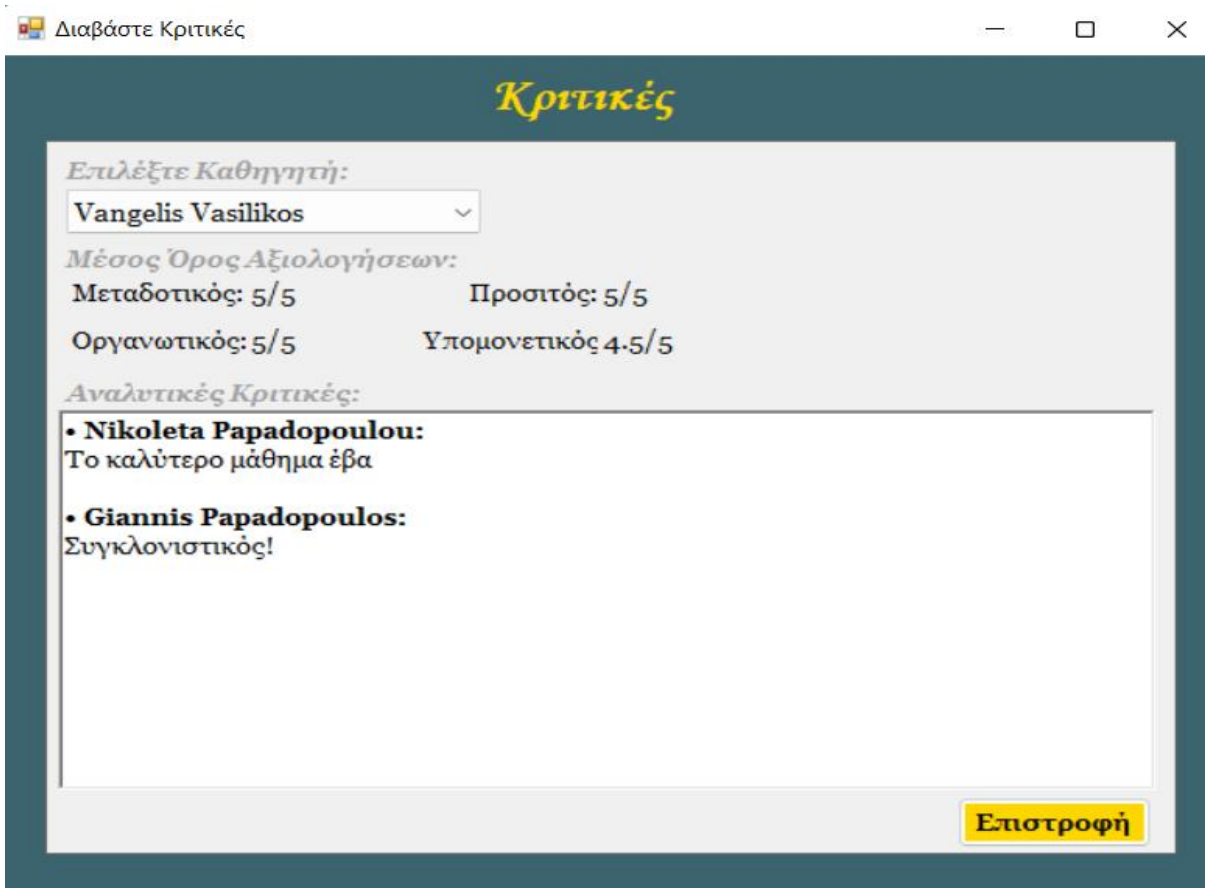 Διαβάστε Κριτικές
Κριτικές
Επιλέξτε Καθηγητή:
Vangelis Vasilikos
Μέσος Όρος Αξιολογήσεων:
Μεταδοτικός: 5/5 Προσιτός: 5/5
Οργανωτικός: 5/5 Υπομονετικός 4.5/5
Αναλυτικές Κριτικές:
• Nikoleta Papadopoulou:
Το καλύτερο μάθημα έβα
• Giannis Papadopoulos:
Συγκλονιστικός!
Επιστροφή